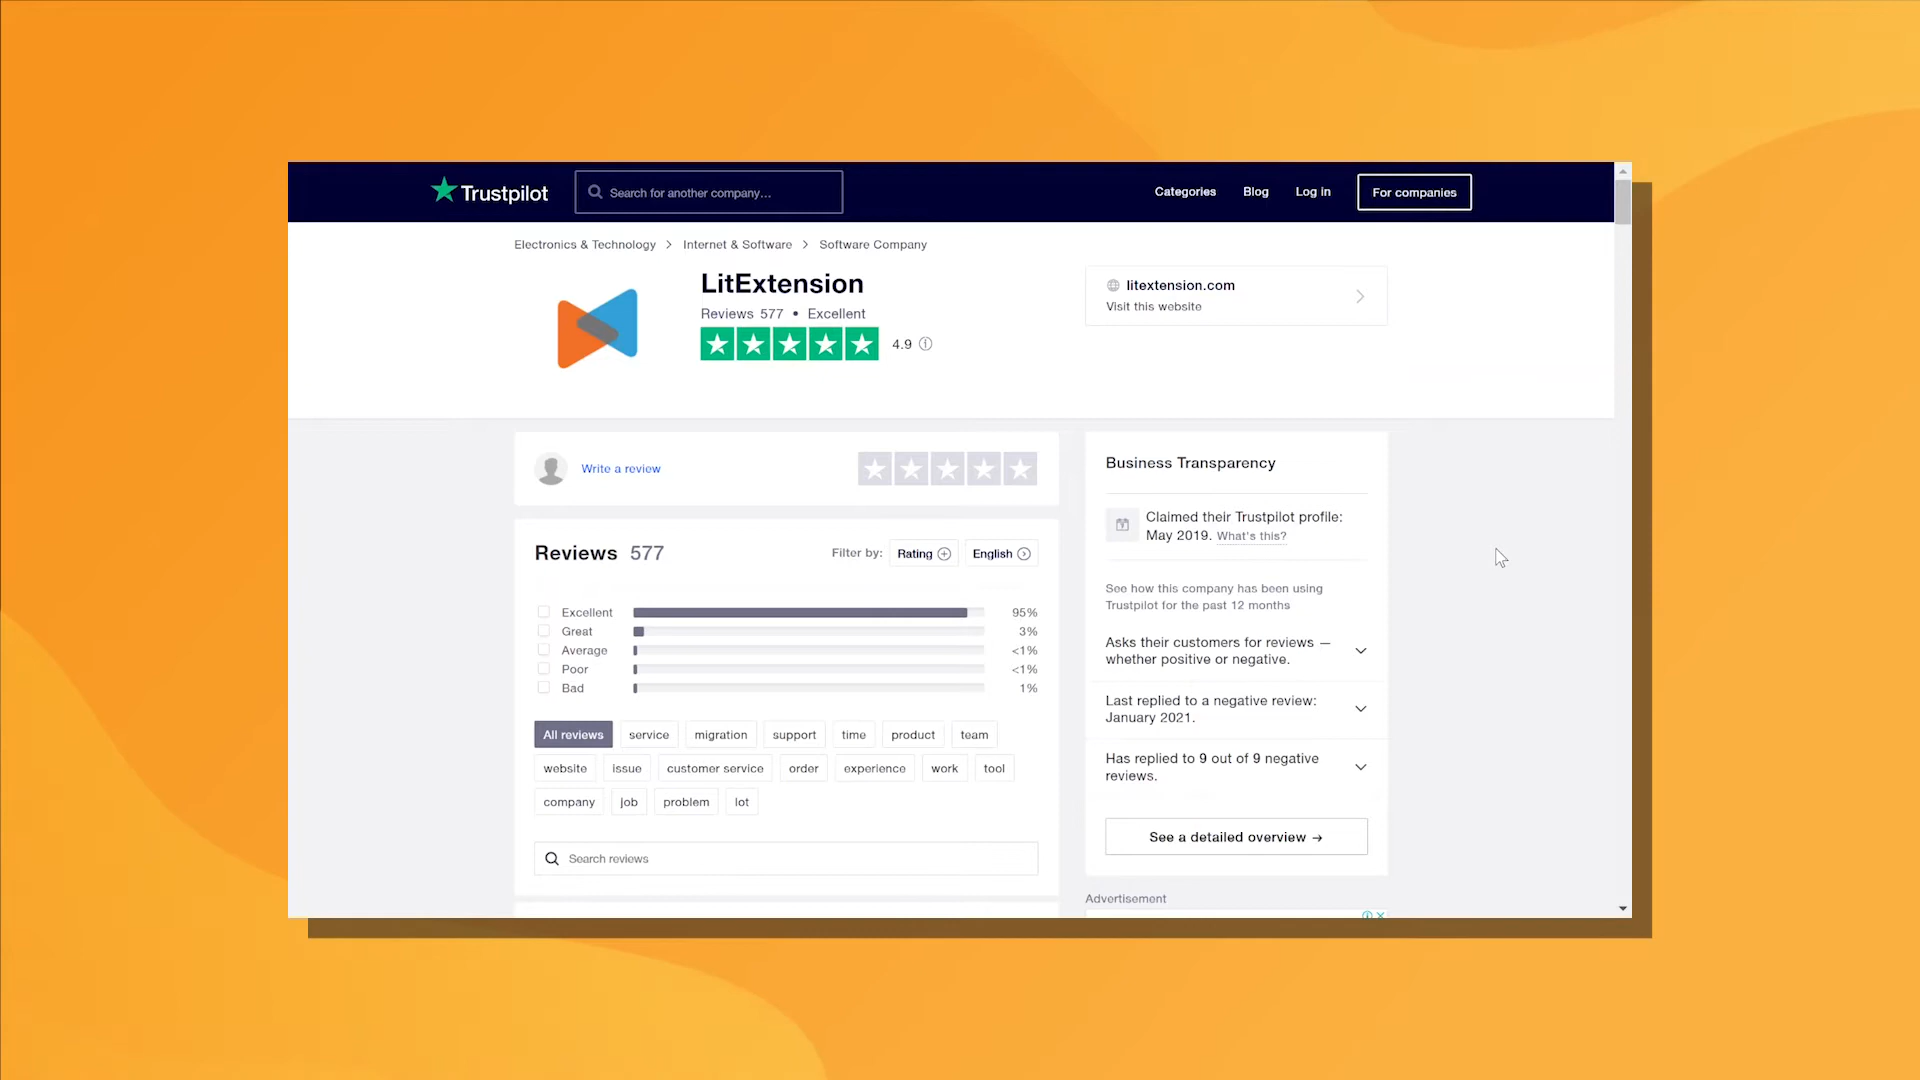 Trustpilot
Search for another company...
Categories
Blog
Log in
For companies
Electronics & Technology
Internet & Software
Software Company
LitExtension
Reviews 577 • Excellent
4.9
litextension.com
Visit this website
Write a review
Reviews 577
Filter by:
Rating
English
Excellent 95%
Great 3%
Average <1%
Poor <1%
Bad 1%
All reviews service migration support time product team
website issue customer service order experience work tool
company job problem lot
Search reviews
Business Transparency
Claimed their Trustpilot profile:
May 2019. What's this?
See how this company has been using
Trustpilot for the past 12 months
Asks their customers for reviews —
whether positive or negative.
Last replied to a negative review:
January 2021.
Has replied to 9 out of 9 negative
reviews.
See a detailed overview →
Advertisement